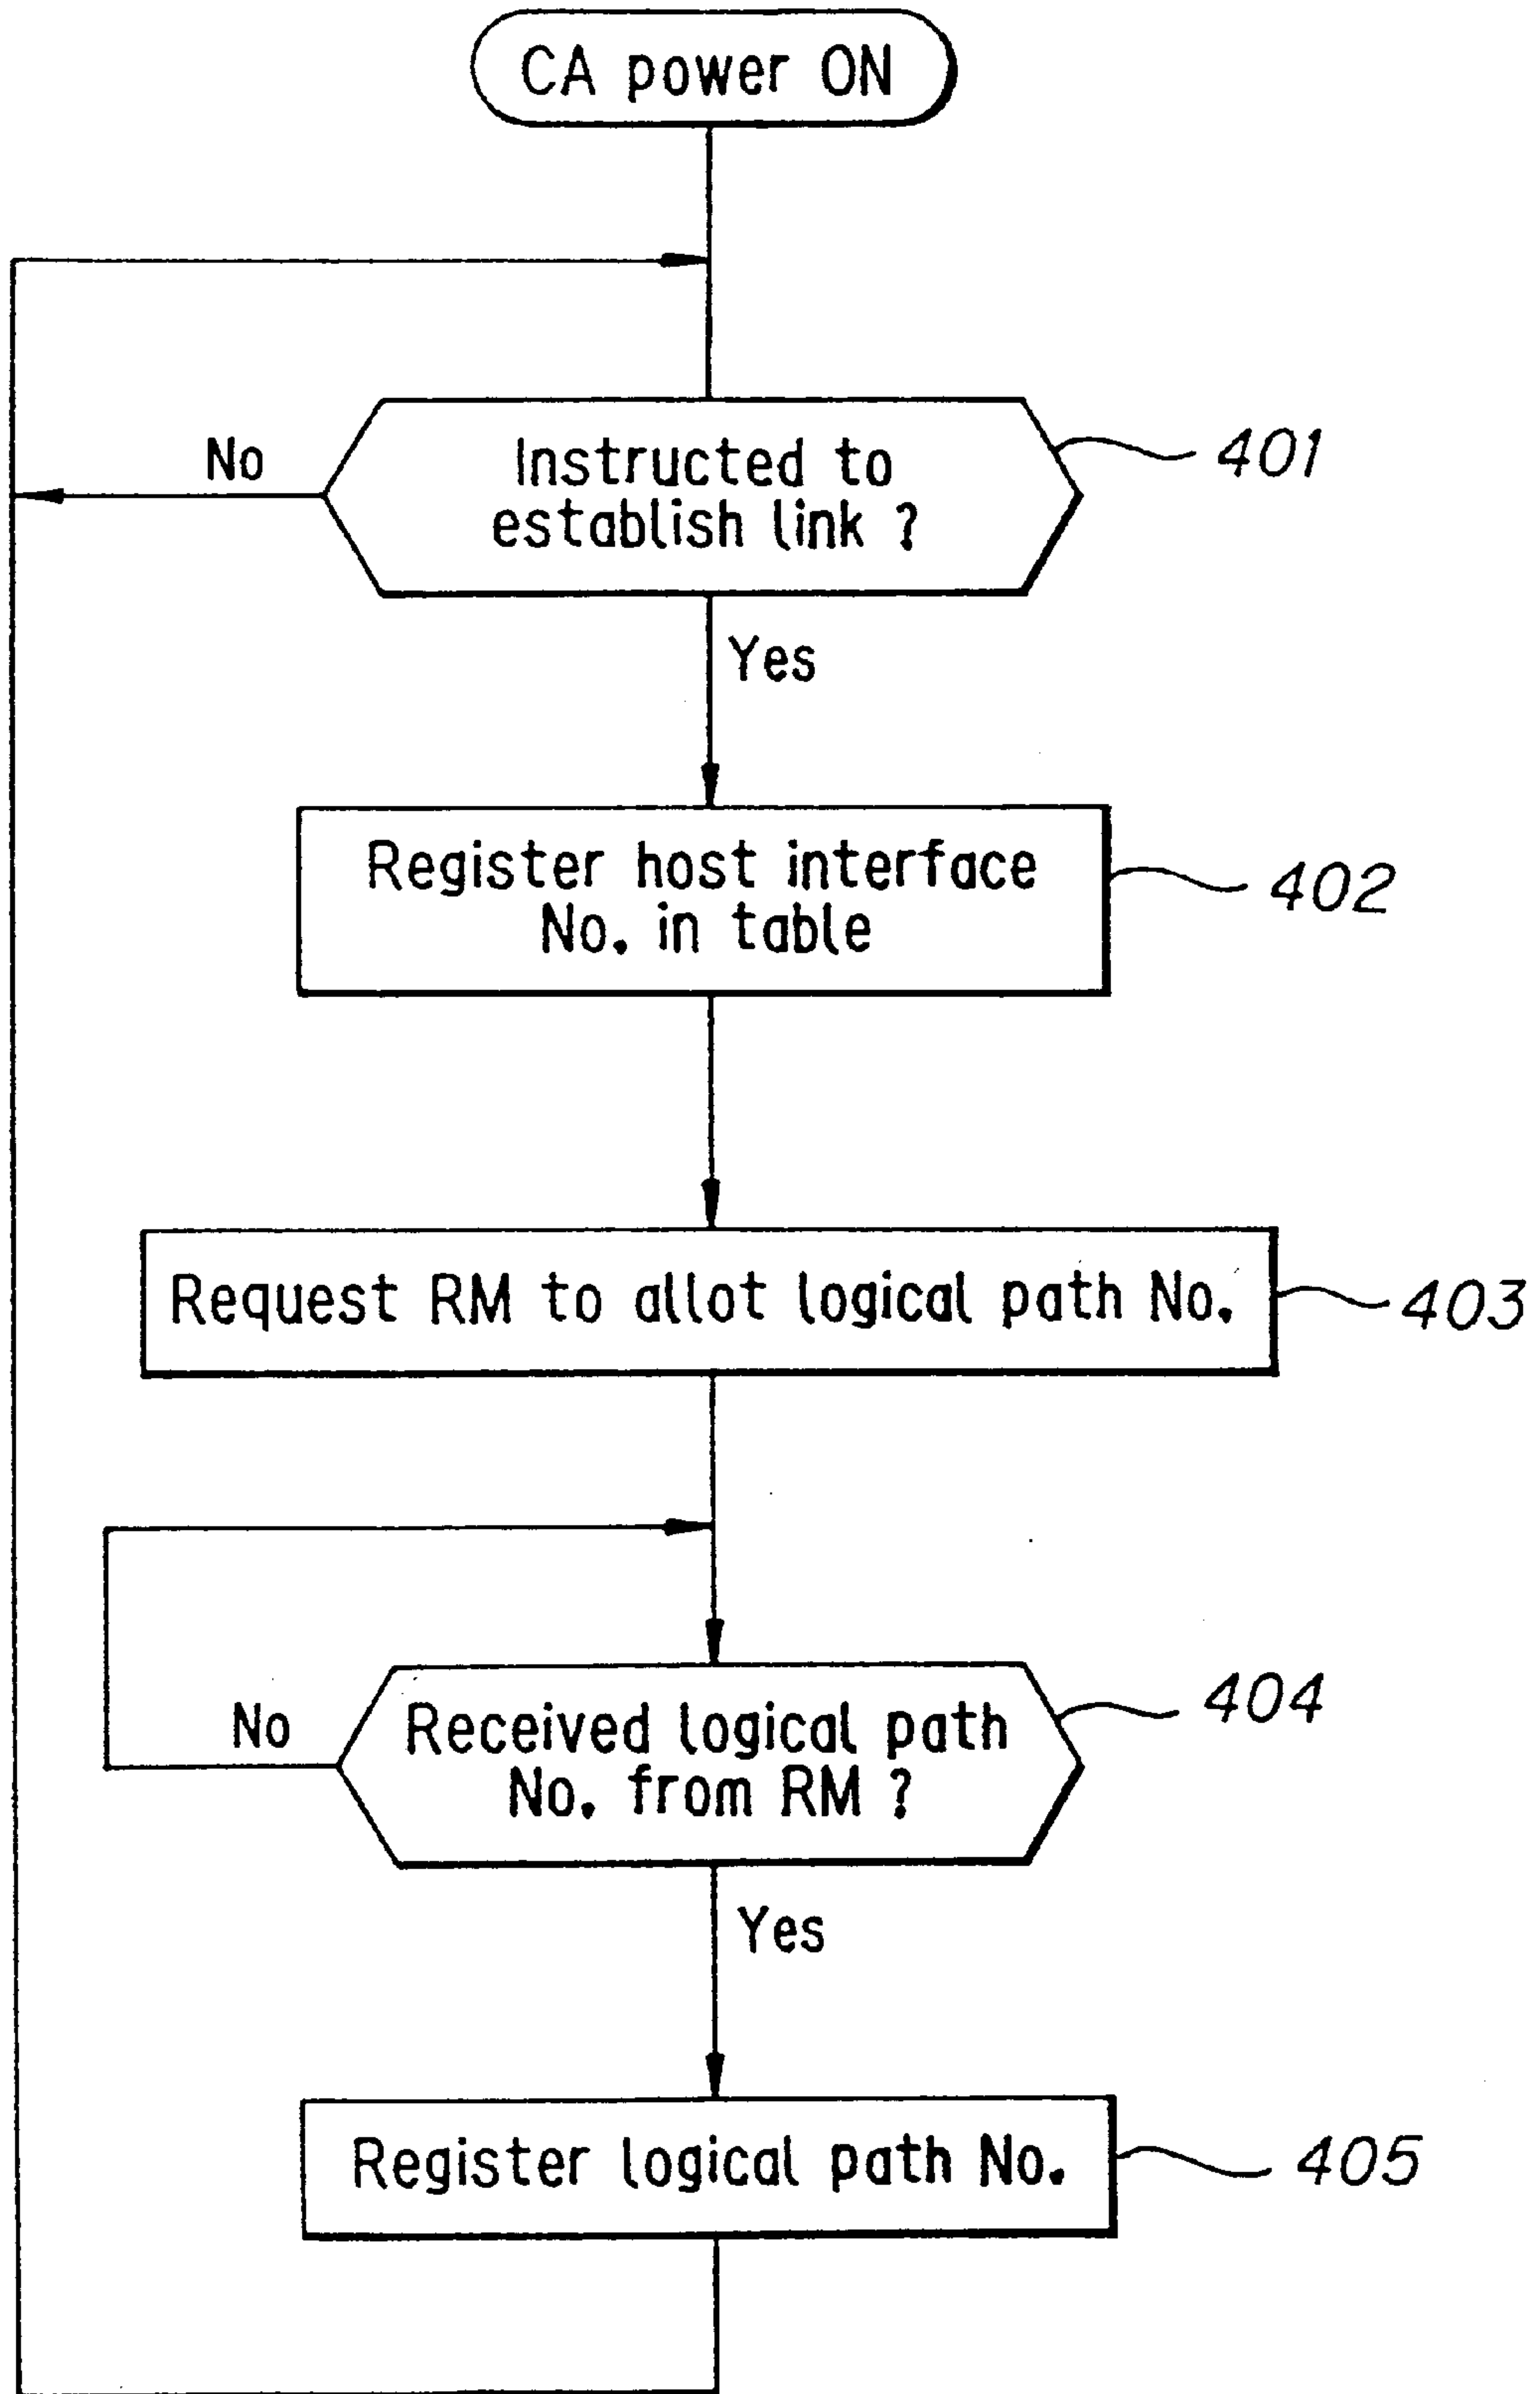 CA power ON
No
Instructed to
establish link ?
401
Yes
Register host interface
No. in table
402
Request RM to allot logical path No.
403
No
Received logical path
No. from RM ?
404
Yes
Register logical path No.
405